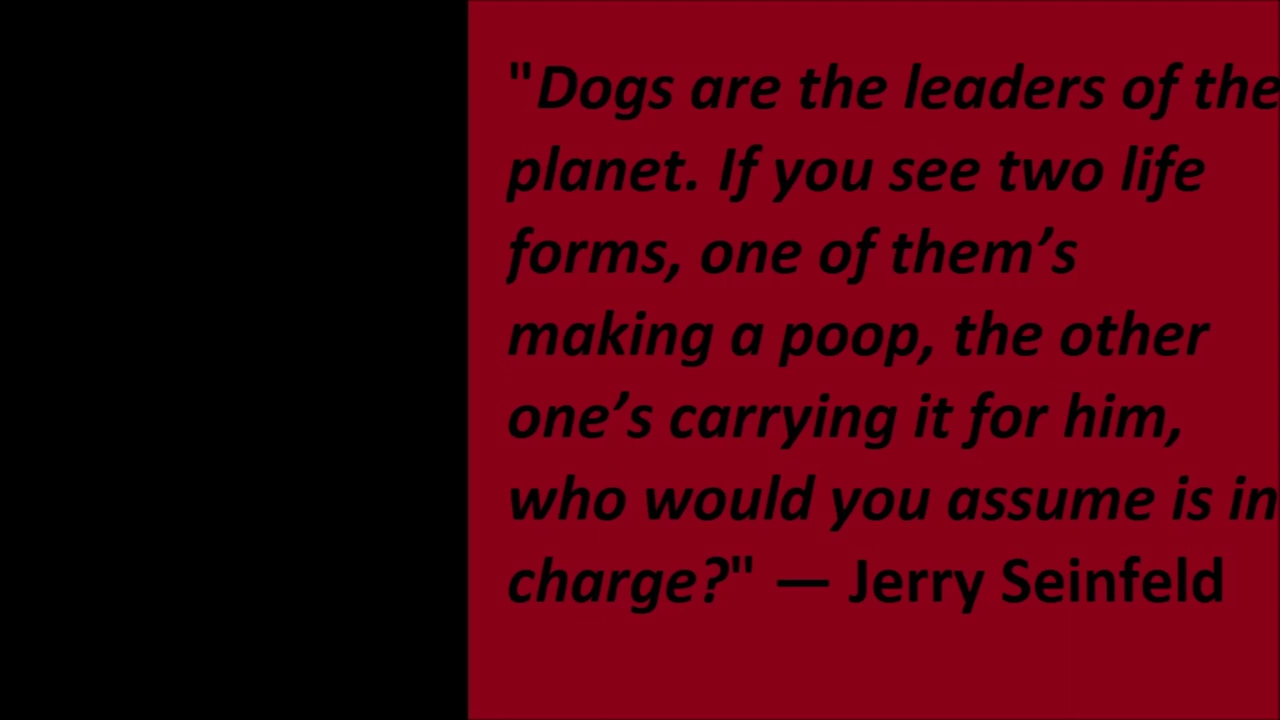 "Dogs are the leaders of the
planet. If you see two life
forms, one of them’s
making a poop, the other
one’s carrying it for him,
who would you assume is in
charge?" — Jerry Seinfeld